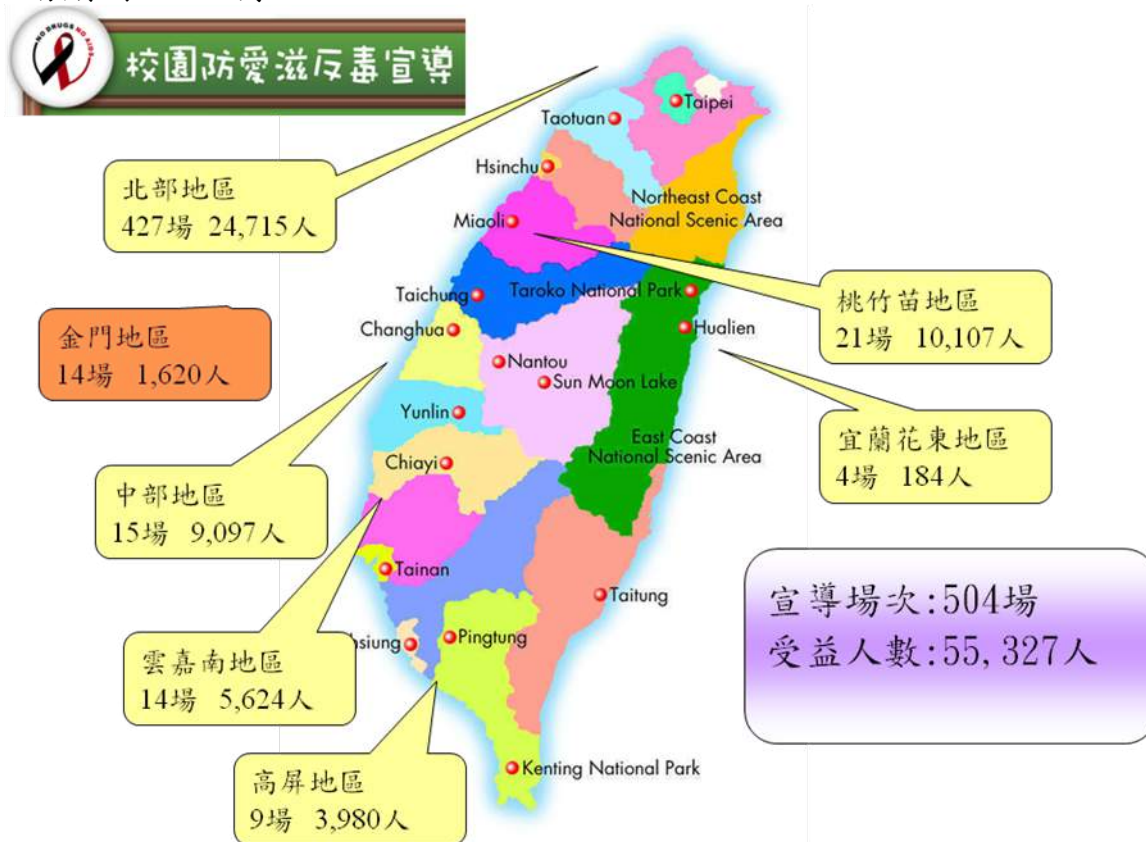 NO DRUGS NO AIDS
校園防愛滋反毒宣導
北部地區
427場 24,715人
金門地區
14場 1,620人
中部地區
15場 9,097人
雲嘉南地區
14場 5,624人
高屏地區
9場 3,980人
桃竹苗地區
21場 10,107人
宜蘭花東地區
4場 184人
宣導場次:504場
受益人數:55,327人
Taipei
Taotuan
Hsinchu
Northeast Coast
National Scenic Area
Miaoli
Taichung
Taroko National Park
Changhua
Hualien
Nantou
Sun Moon Lake
Yunlin
East Coast
National Scenic Area
Chiayi
Tainan
Taitung
hsiung
Pingtung
Kenting National Park